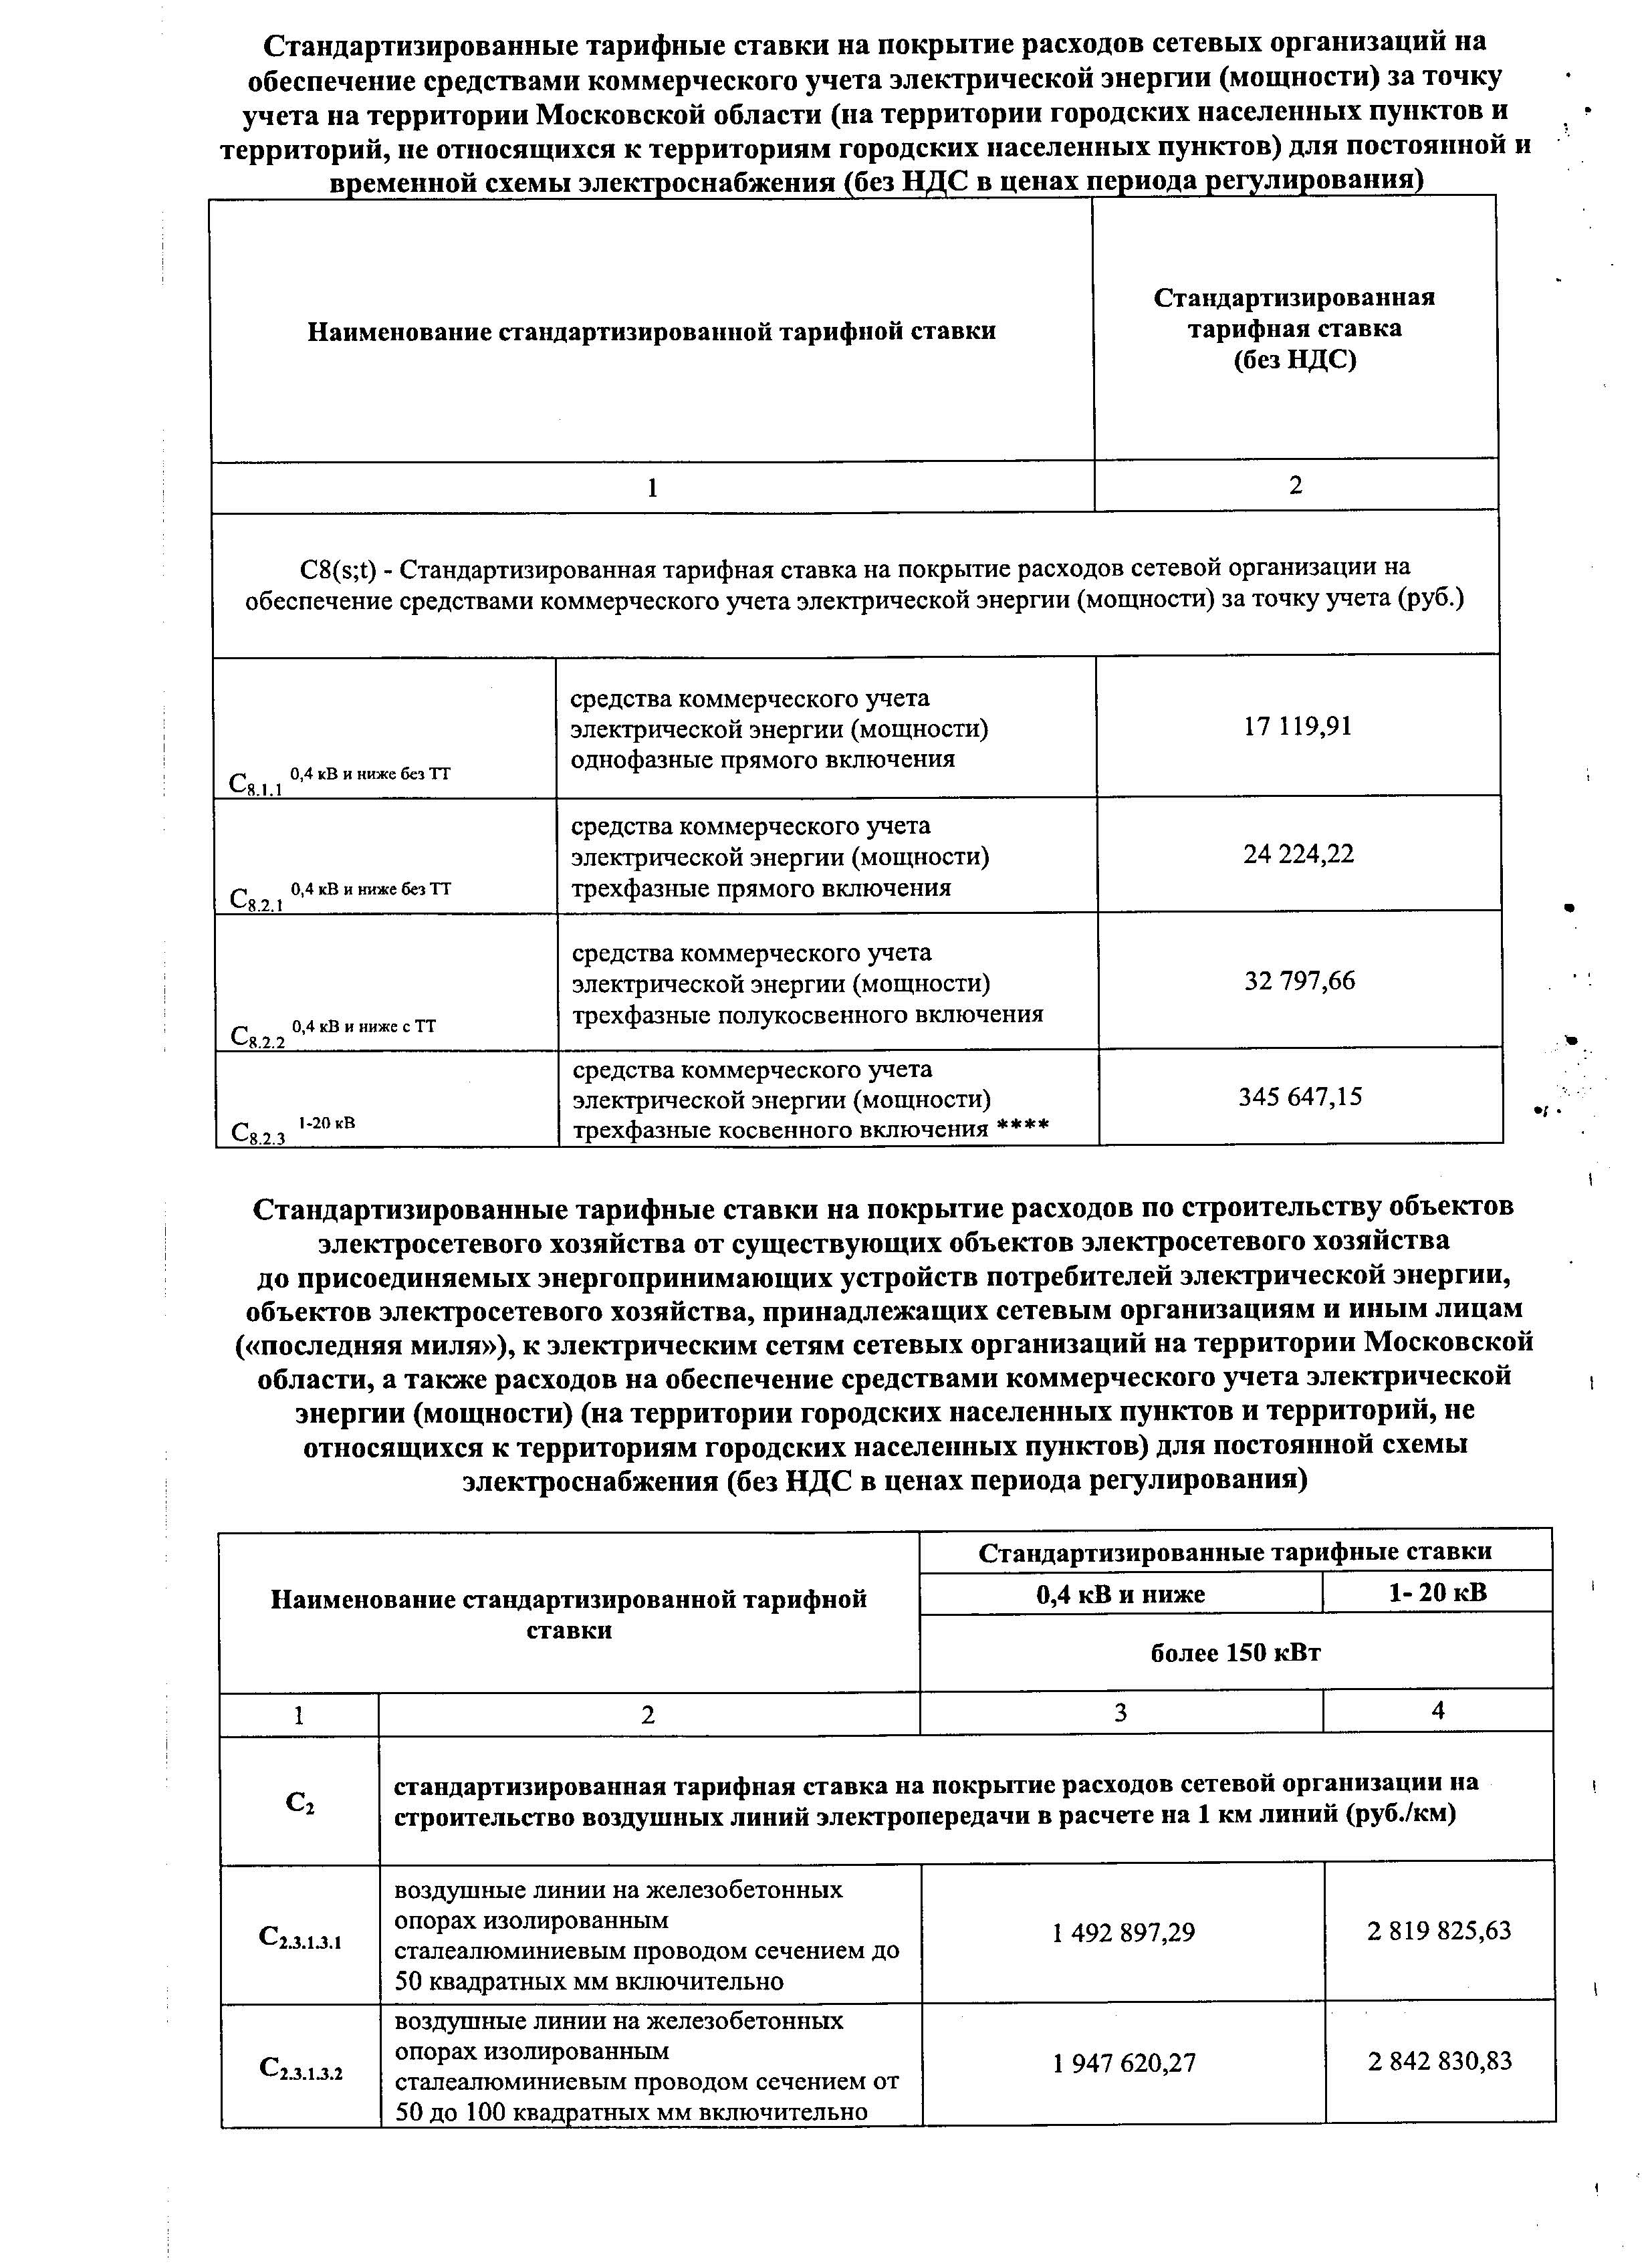 Стандартизированные тарифные ставки на покрытие расходов сетевых организаций на
обеспечение средствами коммерческого учета электрической энергии (мощности) за точку
учета на территории Московской области (на территории городских населенных пунктов и
территорий, не относящихся к территориям городских населенных пунктов) для постоянной и
временной схемы электроснабжения (без НДС в ценах периода регулирования)
Наименование стандартизированной тарифной ставки
Стандартизированная
тарифная ставка
(без НДС)
1
2
С8(s;t) - Стандартизированная тарифная ставка на покрытие расходов сетевой организации на
обеспечение средствами коммерческого учета электрической энергии (мощности) за точку учета (руб.)
С8.1.1 0,4 кВ и ниже без ТТ
средства коммерческого учета
электрической энергии (мощности)
однофазные прямого включения
17 119,91
С8.2.1 0,4 кВ и ниже без ТТ
средства коммерческого учета
электрической энергии (мощности)
трехфазные прямого включения
24 224,22
С8.2.2 0,4 кВ и ниже с ТТ
средства коммерческого учета
электрической энергии (мощности)
трехфазные полукосвенного включения
32 797,66
С8.2.3 1-20 кВ
средства коммерческого учета
электрической энергии (мощности)
трехфазные косвенного включения ****
345 647,15
Стандартизированные тарифные ставки на покрытие расходов по строительству объектов
электросетевого хозяйства от существующих объектов электросетевого хозяйства
до присоединяемых энергопринимающих устройств потребителей электрической энергии,
объектов электросетевого хозяйства, принадлежащих сетевым организациям и иным лицам
(«последняя миля»), к электрическим сетям сетевых организаций на территории Московской
области, а также расходов на обеспечение средствами коммерческого учета электрической
энергии (мощности) (на территории городских населенных пунктов и территорий, не
относящихся к территориям городских населенных пунктов) для постоянной схемы
электроснабжения (без НДС в ценах периода регулирования)
Наименование стандартизированной тарифной
ставки
Стандартизированные тарифные ставки
0,4 кВ и ниже
1- 20 кВ
более 150 кВт
1
2
3
4
С2
стандартизированная тарифная ставка на покрытие расходов сетевой организации на
строительство воздушных линий электропередачи в расчете на 1 км линий (руб./км)
С2.3.1.3.1
воздушные линии на железобетонных
опорах изолированным
сталеалюминиевым проводом сечением до
50 квадратных мм включительно
1 492 897,29
2 819 825,63
С2.3.1.3.2
воздушные линии на железобетонных
опорах изолированным
сталеалюминиевым проводом сечением от
50 до 100 квадратных мм включительно
1 947 620,27
2 842 830,83